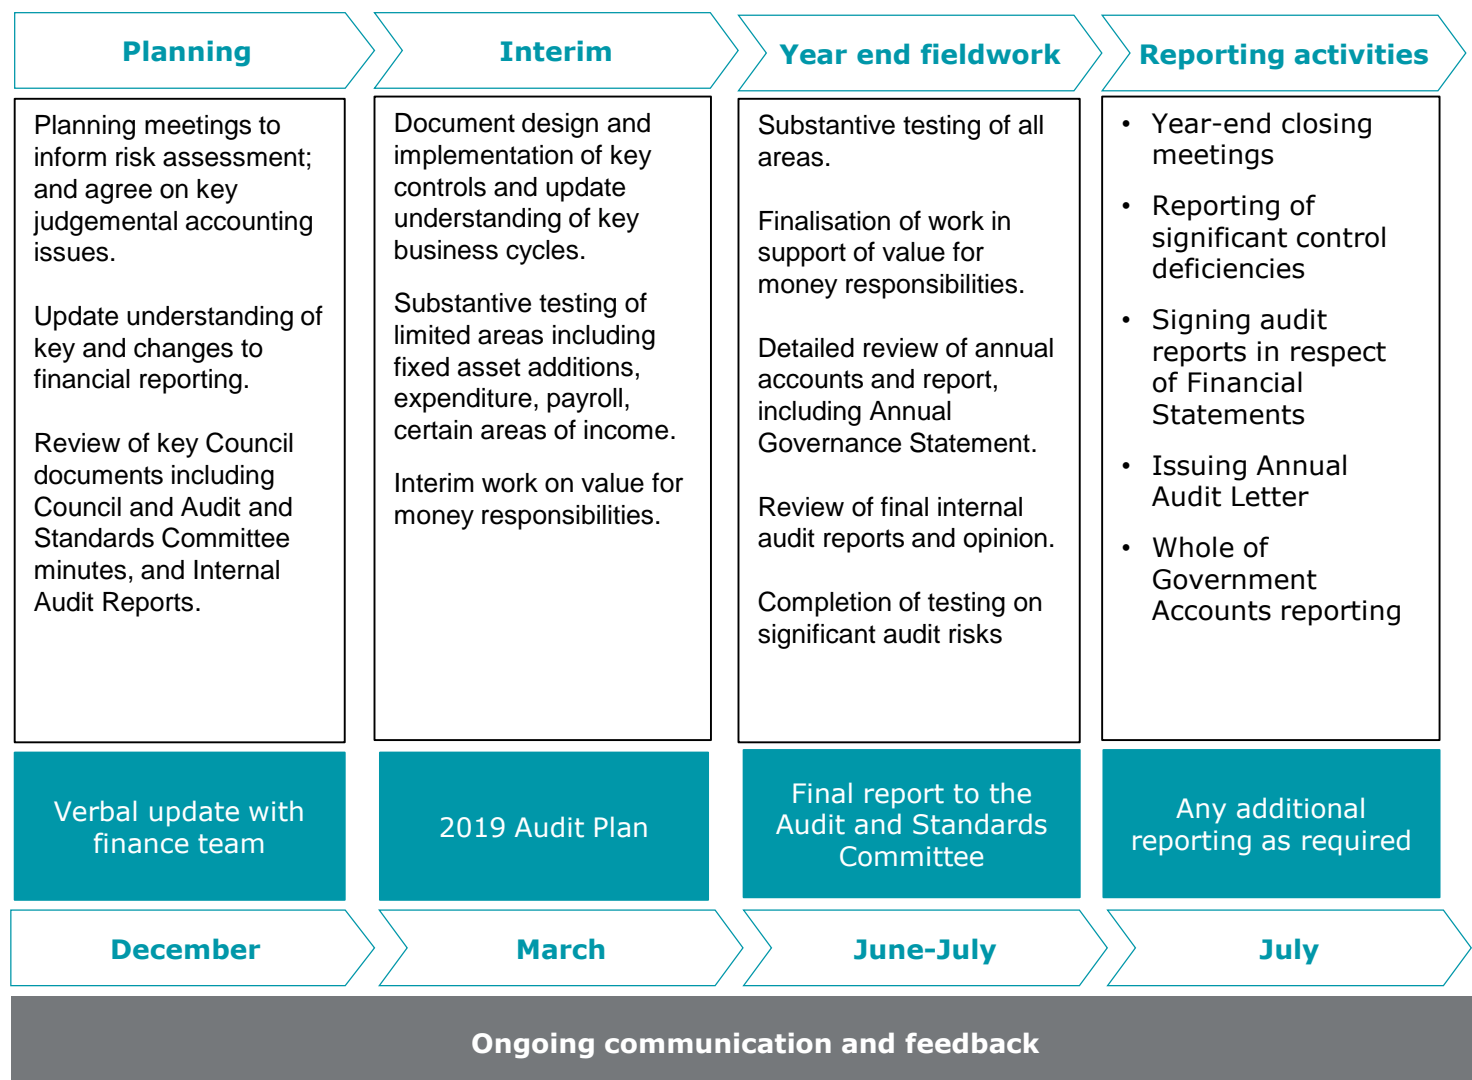 Planning
Interim
Year end fieldwork
Reporting activities
Planning meetings to
inform risk assessment;
and agree on key
judgemental accounting
issues.
Update understanding of
key and changes to
financial reporting.
Review of key Council
documents including
Council and Audit and
Standards Committee
minutes, and Internal
Audit Reports.
Document design and
implementation of key
controls and update
understanding of key
business cycles.
Substantive testing of
limited areas including
fixed asset additions,
expenditure, payroll,
certain areas of income.
Interim work on value for
money responsibilities.
Substantive testing of all
areas.
Finalisation of work in
support of value for
money responsibilities.
Detailed review of annual
accounts and report,
including Annual
Governance Statement.
Review of final internal
audit reports and opinion.
Completion of testing on
significant audit risks
• Year-end closing
meetings
• Reporting of
significant control
deficiencies
• Signing audit
reports in respect
of Financial
Statements
• Issuing Annual
Audit Letter
• Whole of
Government
Accounts reporting
Verbal update with
finance team
2019 Audit Plan
Final report to the
Audit and Standards
Committee
Any additional
reporting as required
December
March
June-July
July
Ongoing communication and feedback